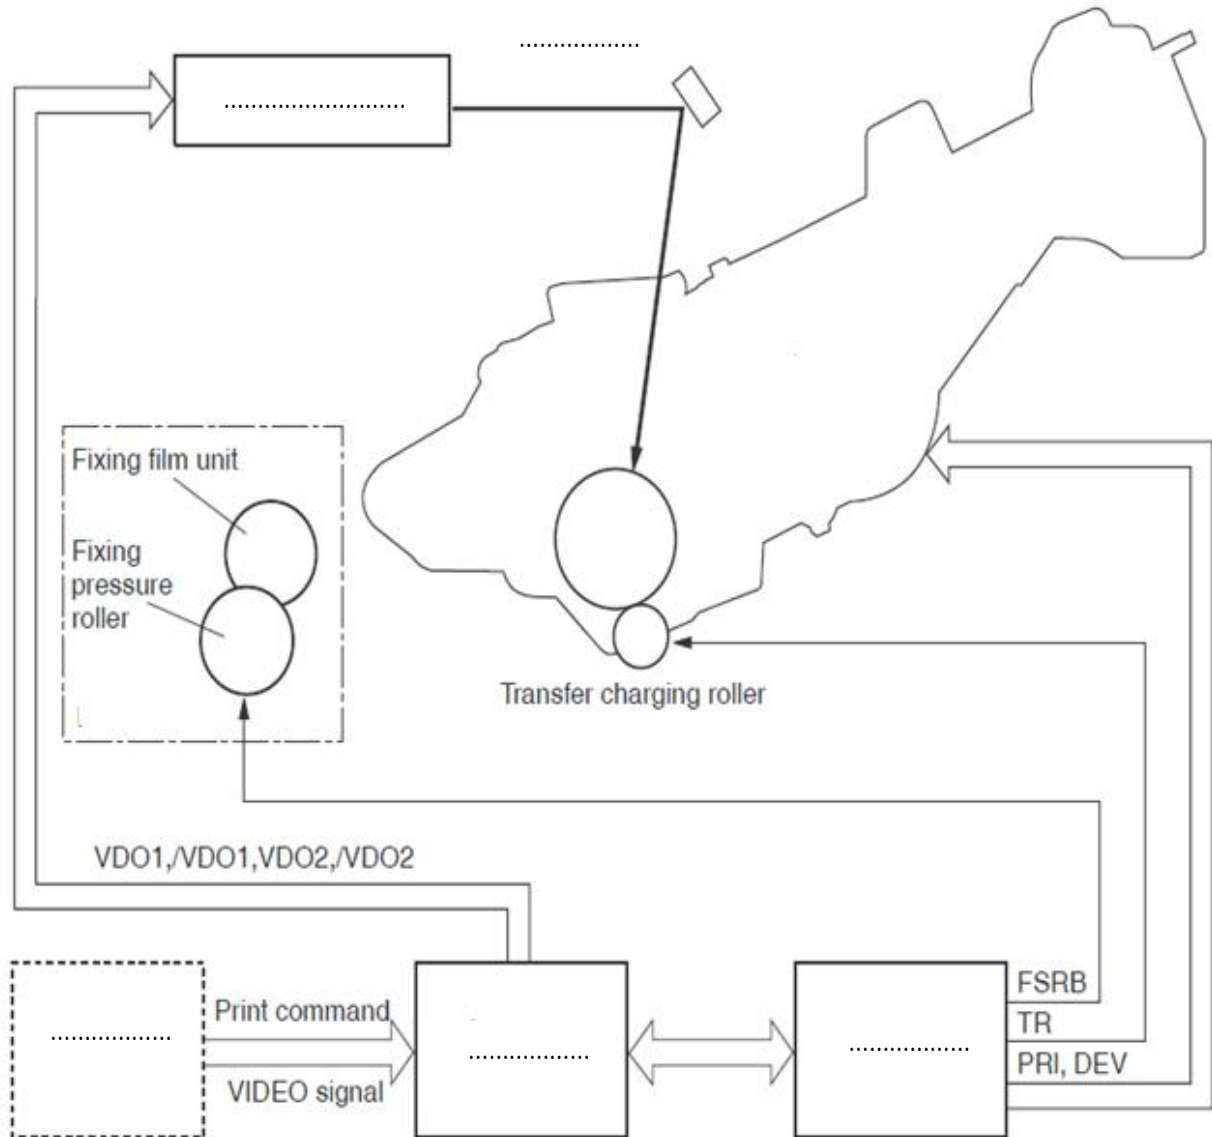 ....................
...........................
Fixing film unit
Fixing
pressure
roller
Transfer charging roller
VDO1,/VDO1,VDO2,/VDO2
FSRB
Print command
TR
..................
..................
..................
PRI, DEV
VIDEO signal